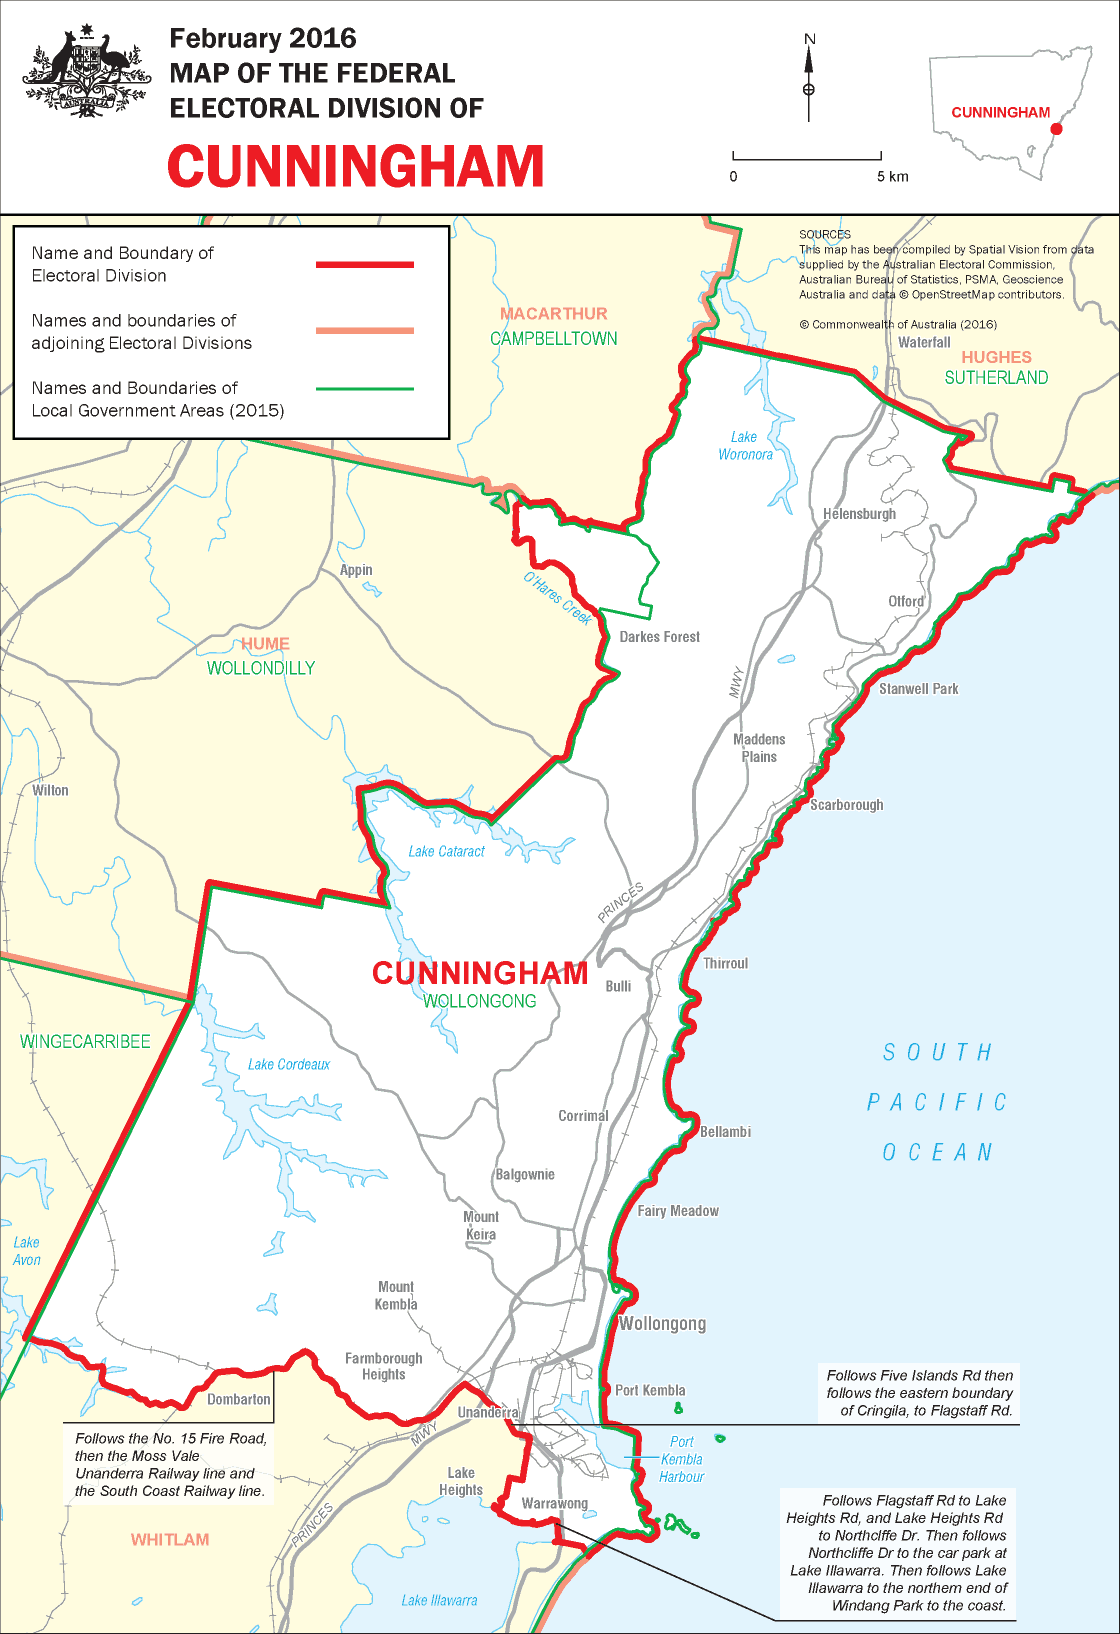 February 2016
MAP OF THE FEDERAL
ELECTORAL DIVISION OF
CUNNINGHAM
AUSTRALIA
N
0
5 km
CUNNINGHAM
Name and Boundary of
Electoral Division
Names and boundaries of
adjoining Electoral Divisions
Names and Boundaries of
Local Government Areas (2015)
SOURCES
This map has been compiled by Spatial Vision from data
supplied by the Australian Electoral Commission,
Australian Bureau of Statistics, PSMA, Geoscience
Australia and data © OpenStreetMap contributors.
© Commonwealth of Australia (2016)
MACARTHUR
CAMPBELLTOWN
Waterfall
HUGHES
SUTHERLAND
Lake
Woronora
Helensburgh
Appin
O'Hares Creek
Otford
Darkes Forest
HUME
WOLLONDILLY
MWY
Stanwell Park
Maddens
Plains
Wilton
Scarborough
Lake Cataract
PRINCES
Thirroul
CUNNINGHAM
WOLLONGONG
Bulli
WINGECARRIBEE
Lake Cordeaux
SOUTH
PACIFIC
OCEAN
Corrimal
Bellambi
Balgownie
Mount
Keira
Fairy Meadow
Lake
Avon
Mount
Kembla
Wollongong
Farmborough
Heights
Dombarton
Port Kembla
Unanderra
MWY
Follows Five Islands Rd then
follows the eastern boundary
of Cringila, to Flagstaff Rd.
Follows the No. 15 Fire Road,
then the Moss Vale
Unanderra Railway line and
the South Coast Railway line.
Port
Kembla
Harbour
Lake
Heights
Warrawong
PRINCES
WHITLAM
Lake Illawarra
Follows Flagstaff Rd to Lake
Heights Rd, and Lake Heights Rd
to Northclffe Dr. Then follows
Northcliffe Dr to the car park at
Lake Illawarra. Then follows Lake
Illawarra to the northern end of
Windang Park to the coast.